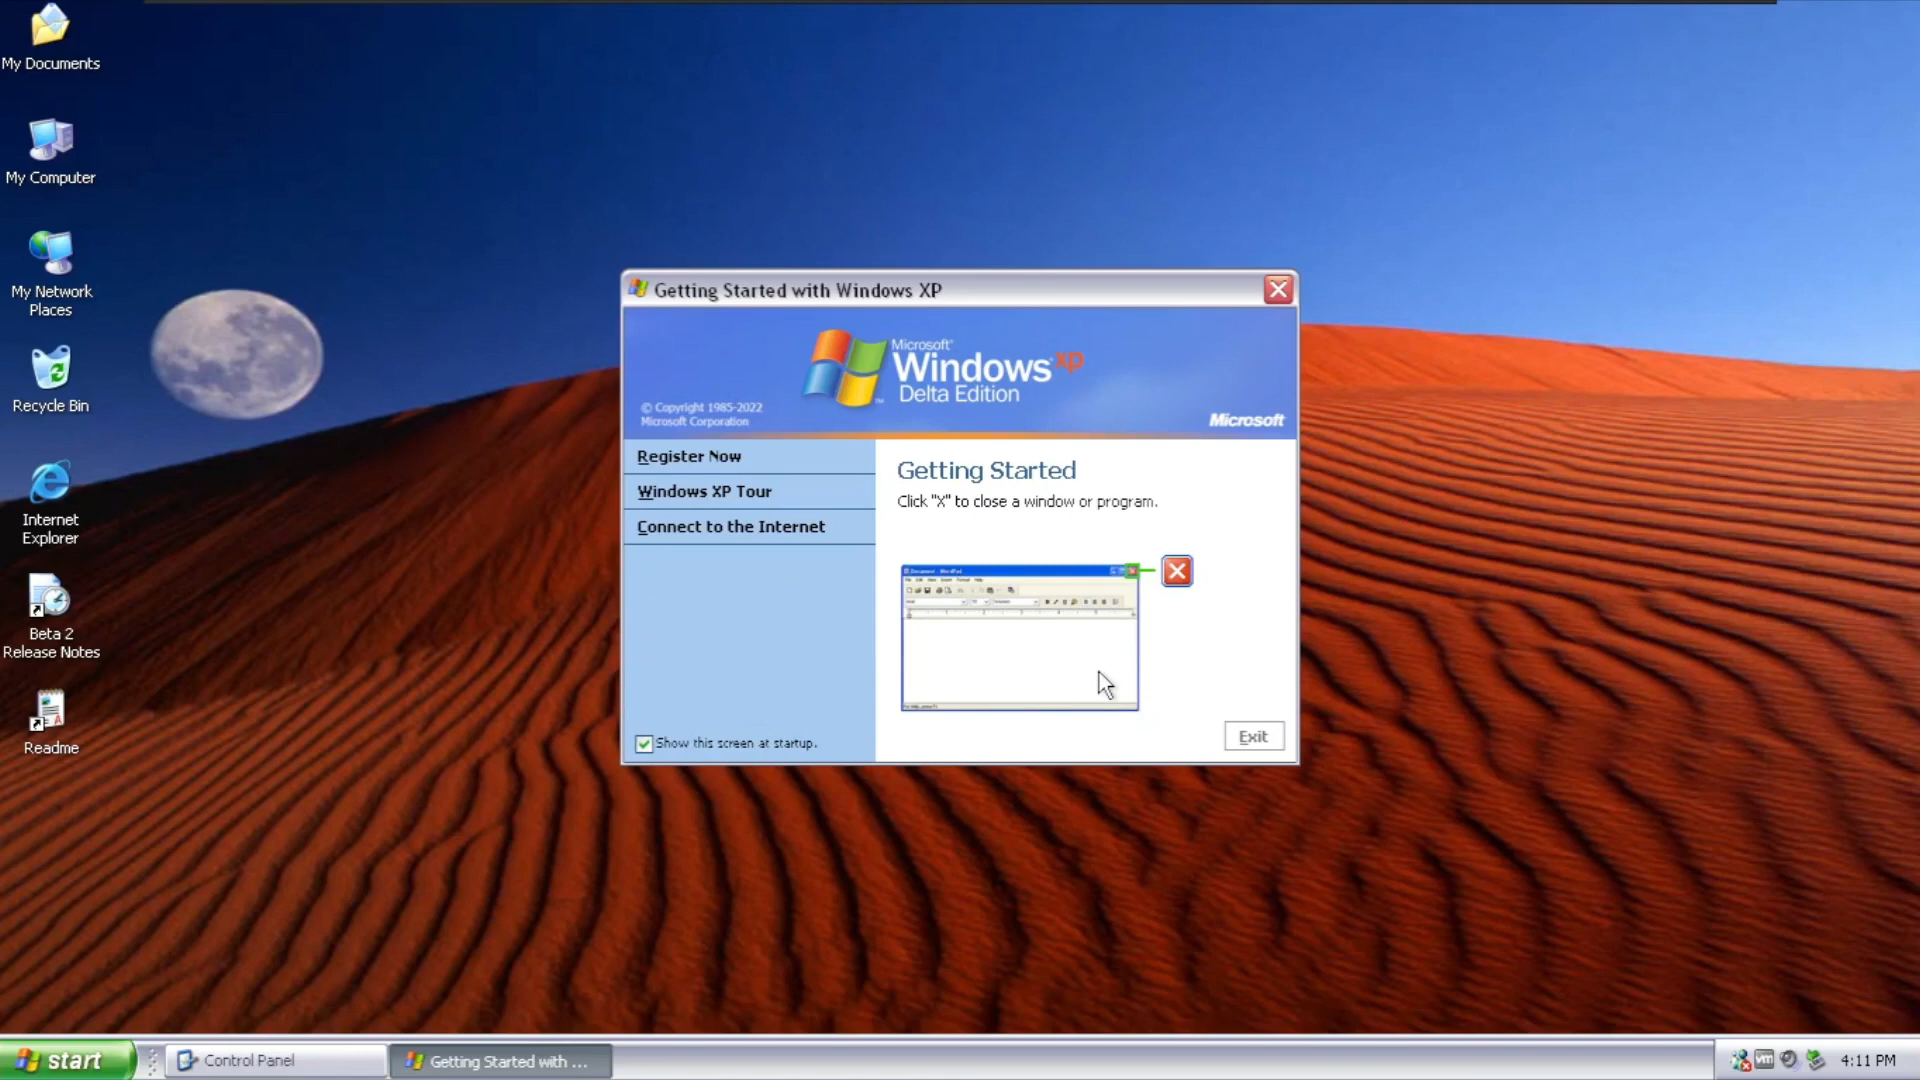 My Documents
My Computer
My Network
Places
Recycle Bin
Internet
Explorer
Beta 2
Release Notes
Readme
Getting Started with Windows XP
Microsoft®
Windows xp
Delta Edition
© Copyright 1985-2022
Microsoft Corporation
Microsoft
Register Now
Windows XP Tour
Connect to the Internet
Show this screen at startup.
Getting Started
Click "X" to close a window or program.
Exit
start
Control Panel
Getting Started with ...
vm
4:11 PM